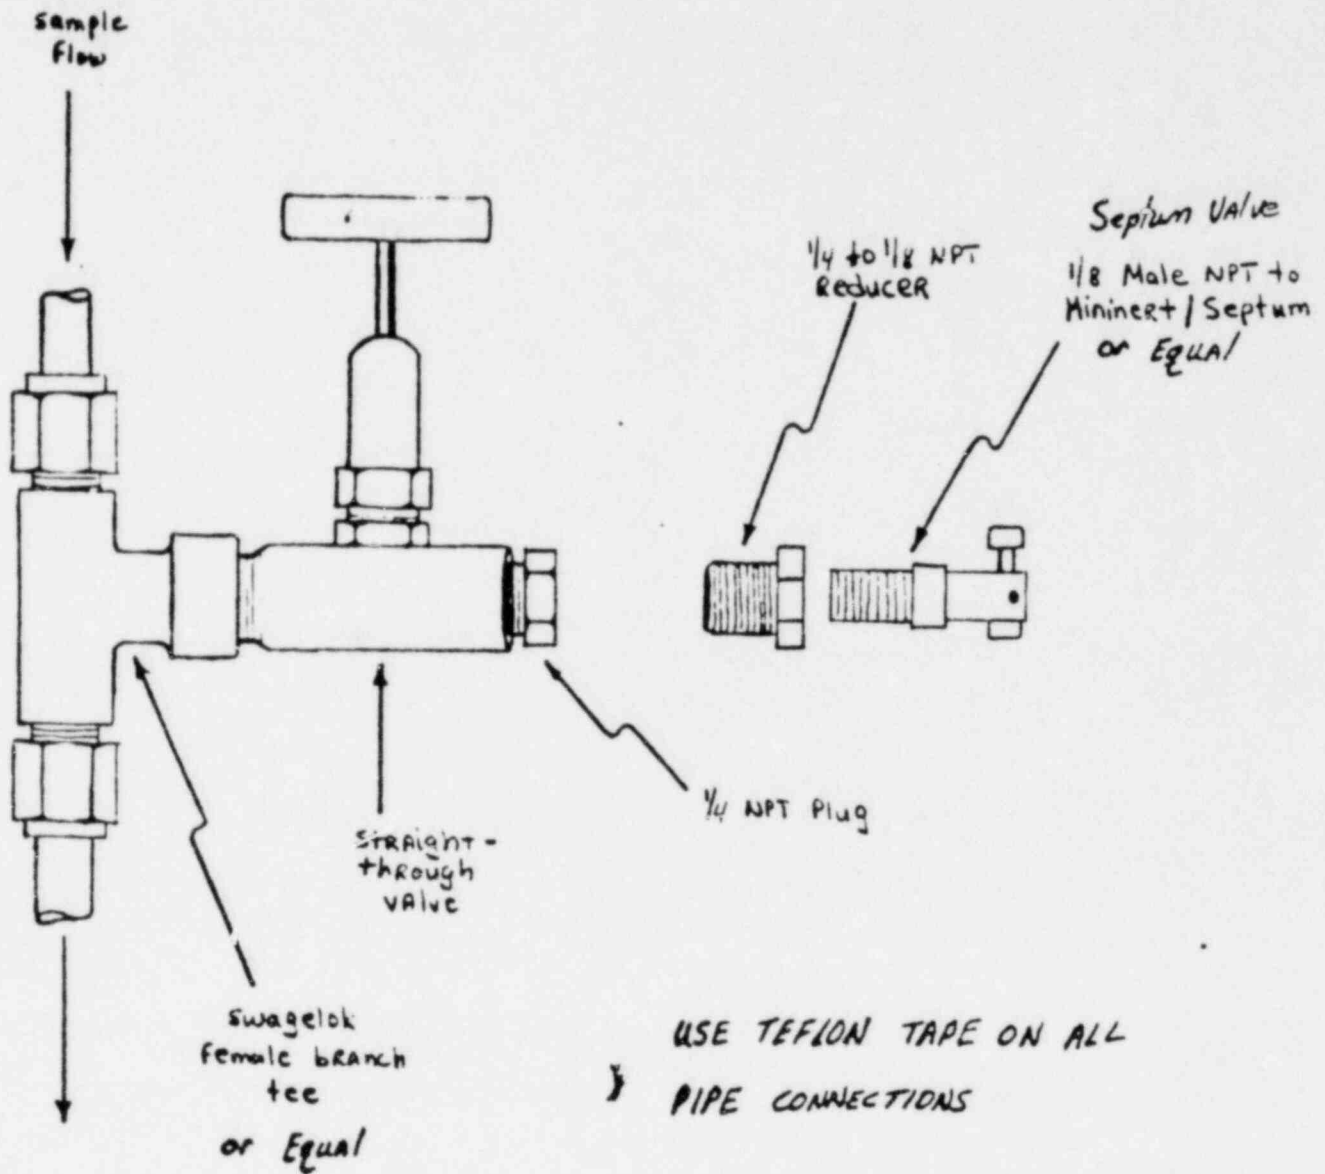 sample
flow
Septum Valve
1/4 to 1/8 NPT
Reducer
1/8 Male NPT to
Mininert / Septum
or Equal
1/4 NPT Plug
Straight-
through
valve
swagelok
female branch
tee
or Equal
USE TEFLON TAPE ON ALL
PIPE CONNECTIONS